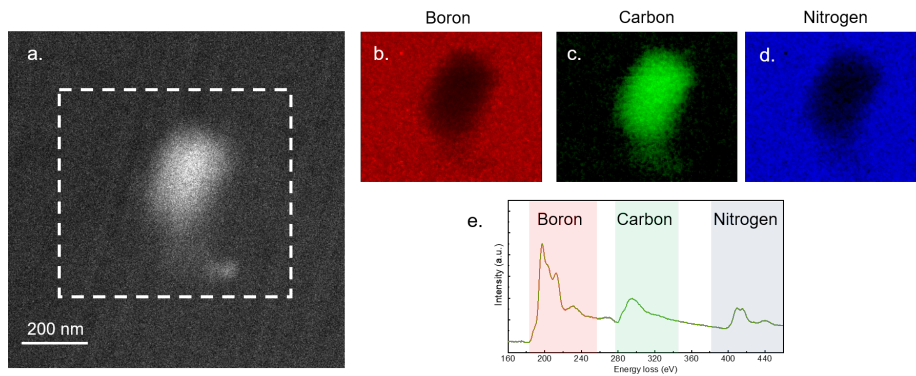 Boron Carbon Nitrogen
a. b. c. d.
200 nm
e. Boron Carbon Nitrogen
Intensity (a.u.)
160 200 240 280 320 360 400 440
Energy loss (eV)